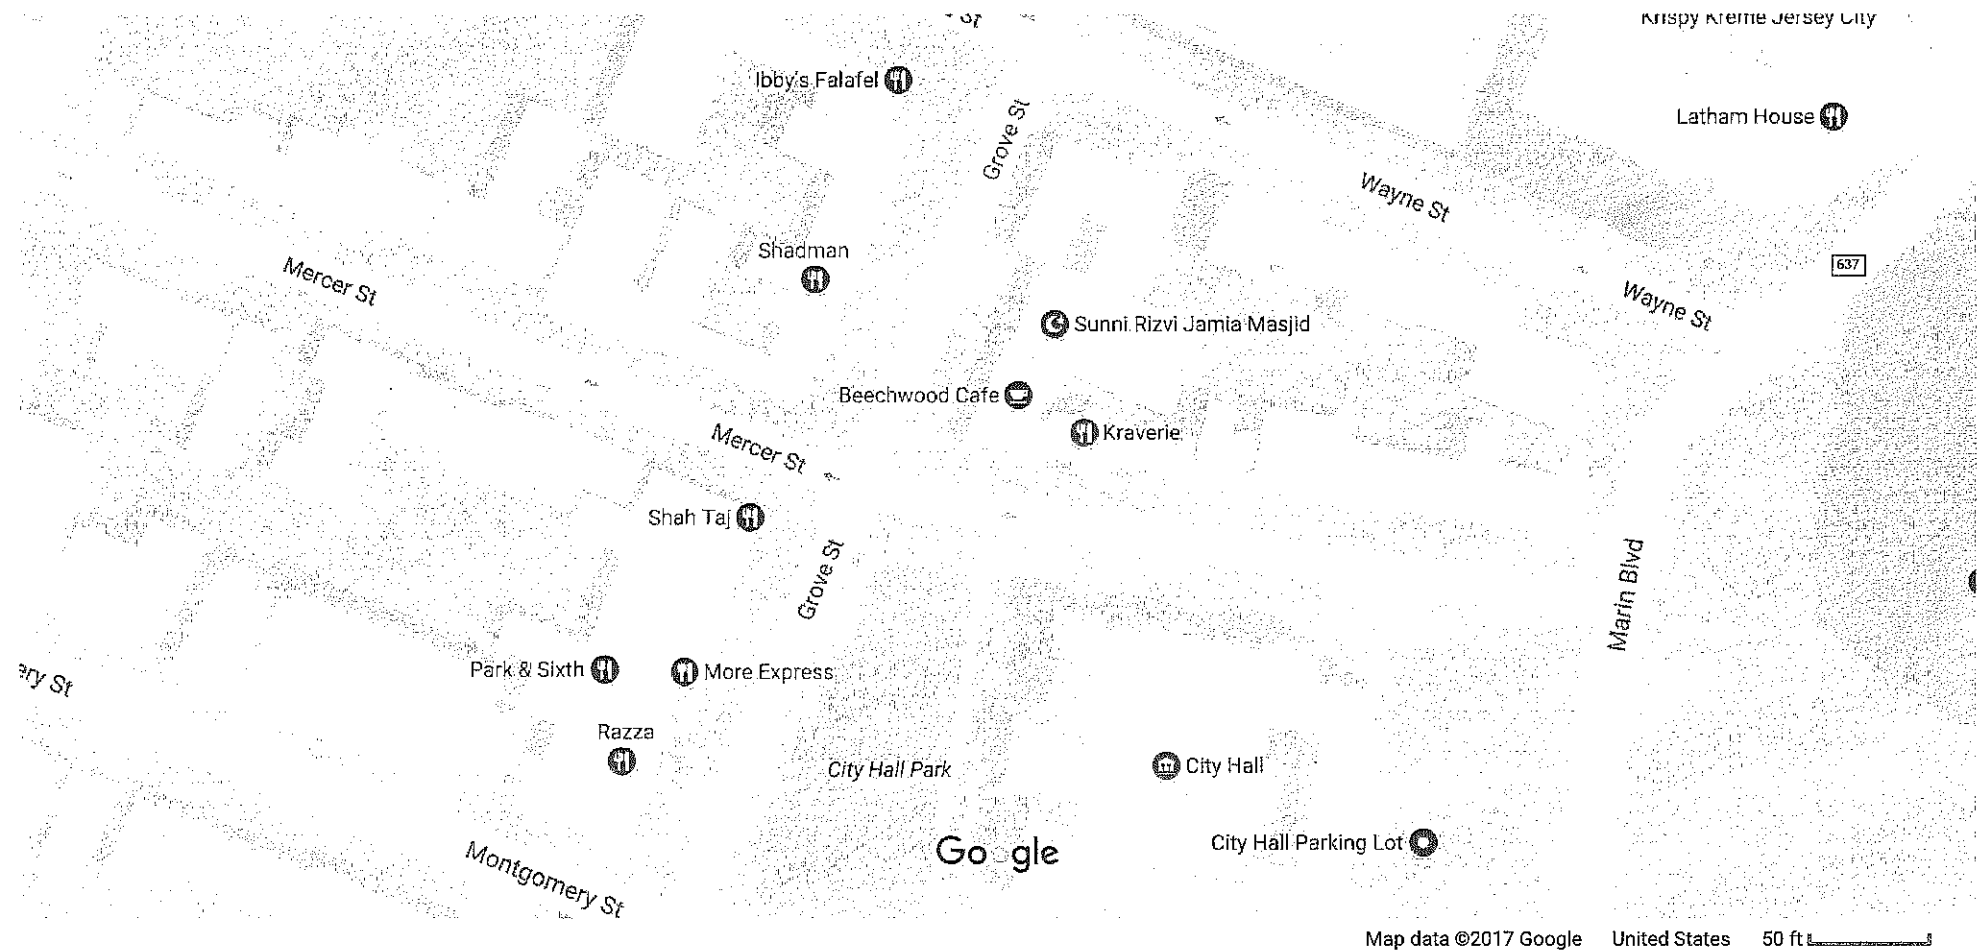 Krispy Kreme Jersey City
St
Ibby's Falafel
Latham House
Grove St
Wayne St
Shadman
Mercer St
637
Wayne St
Sunni Rizvi Jamia Masjid
Beechwood Cafe
Kraverie
Mercer St
Shah Taj
Grove St
Marin Blvd
Park & Sixth
More Express
ery St
Razza
City Hall Park
City Hall
Google
City Hall Parking Lot
Montgomery St
Map data ©2017 Google United States 50 ft